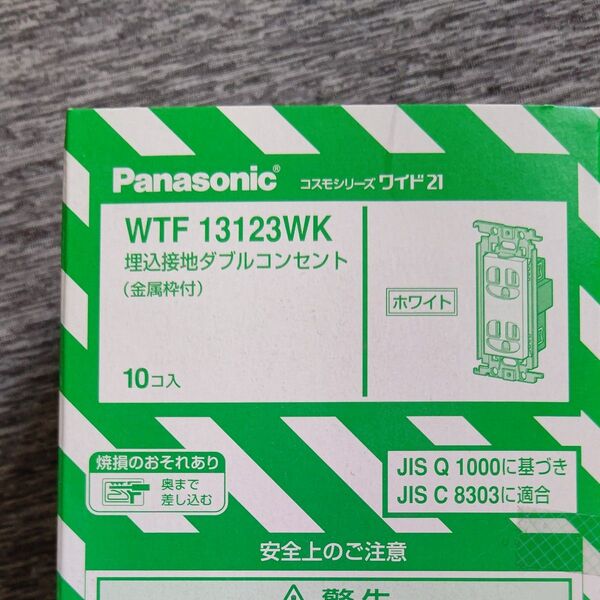 Panasonic® コスモシリーズ ワイド21
WTF 13123WK
埋込接地ダブルコンセント
(金属枠付)
ホワイト
10コ入
焼損のおそれあり
奥まで
差し込む
JIS Q 1000に基づき
JIS C 8303に適合
安全上のご注意
警告